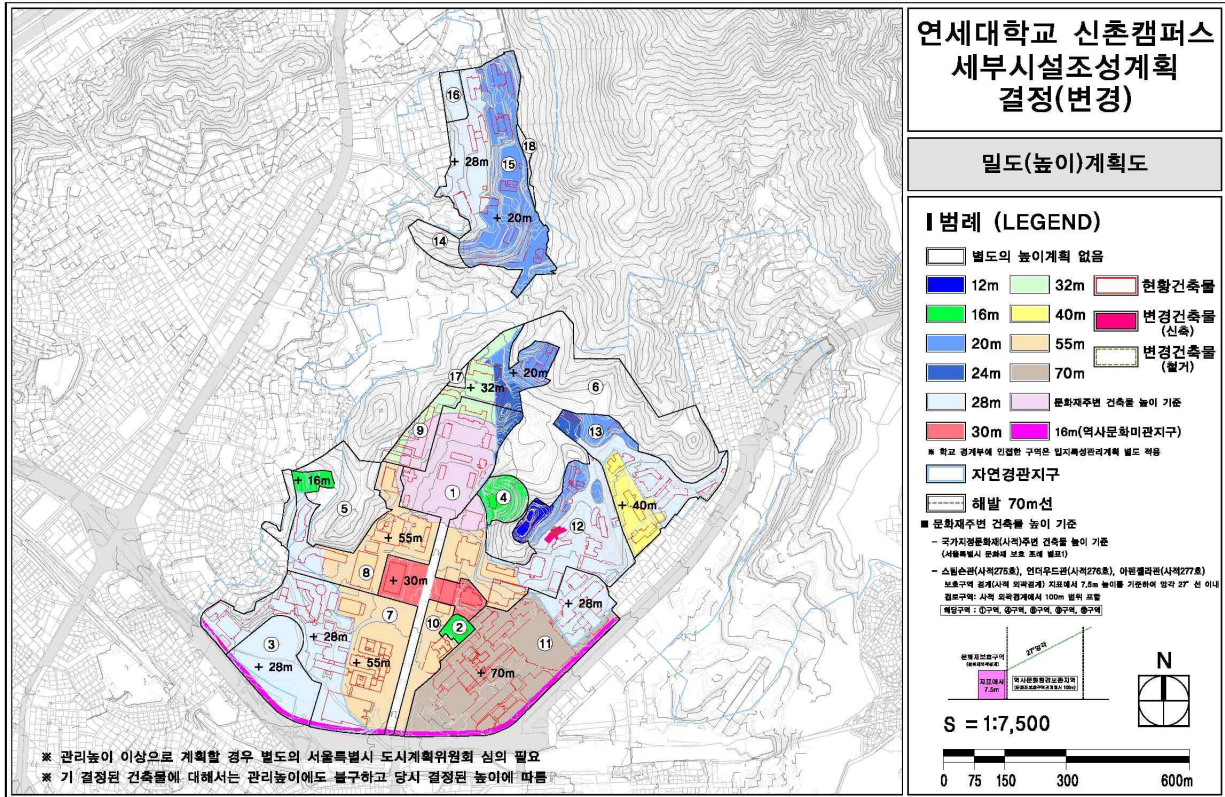 연세대학교 신촌캠퍼스
세부시설조성계획
결정(변경)
밀도(높이)계획도
범례 (LEGEND)
별도의 높이계획 없음
12m
32m
현황건축물
16m
40m
변경건축물
(신축)
20m
55m
변경건축물
(철거)
24m
70m
28m
문화재주변 건축물 높이 기준
30m
16m(역사문화미관지구)
※ 학교 경계부에 인접한 구역은 입지특성관리계획 별도 적용
자연경관지구
해발 70m선
■ 문화재주변 건축물 높이 기준
- 국가지정문화재(사적)주변 건축물 높이 기준
(서울특별시 문화재 보호 조례 별표1)
- 스팀슨관(사적275호), 언더우드관(사적276호), 아펜젤러관(사적277호)
보호구역 경계(사적 외곽경계) 지표에서 7.5m 높이를 기준하여 앙각 27° 선 이내
검토구역: 사적 외곽경계에서 100m 범위 포함
27°앙각
문화재보호구역
지표에서
7.5m
역사문화환경보존지역
N
S = 1:7,500
0 75 150 300 600m
16
+ 28m
18
15
+ 20m
14
+ 20m
17
+ 32m
6
9
13
+ 16m
1
4
5
+ 40m
12
+ 55m
8
+ 30m
+ 28m
7
10
2
3
+ 28m
11
+ 28m
+ 55m
+ 70m
※ 관리높이 이상으로 계획할 경우 별도의 서울특별시 도시계획위원회 심의 필요
※ 기 결정된 건축물에 대해서는 관리높이에도 불구하고 당시 결정된 높이에 따름